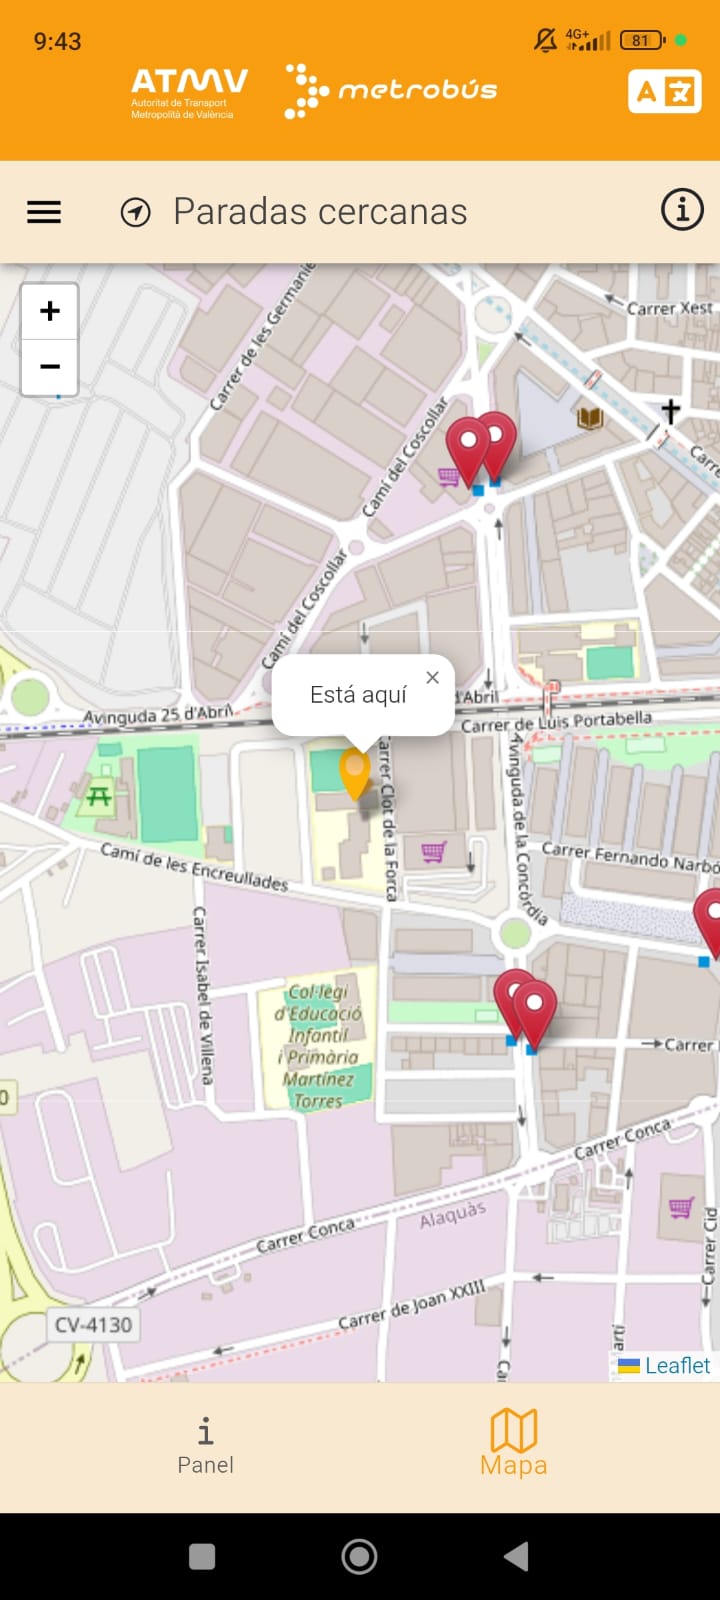 9:43
4G+
81
ATMV
Autoritat de Transport
Metropolità de València
metrobús
A 文
Paradas cercanas
+
−
Carrer de les Germanie
Carrer Xest
Camí del Coscollar
Carre
Camí del Coscollar
Está aquí
×
Avinguda 25 d'Abril
d'Abril
Carrer de Luis Portabella
arrer Clot de la Forca
Avinguda de la Concòrdia
Camí de les Encreullades
Carrer Fernando Narbó
Carrer Isabel de Villena
Col·legi
d'Educació
Infantil
i Primària
Martínez
Torres
Carrer
0
Carrer Conca
Alaquàs
Carrer Conca
Carrer Cid
Carrer de Joan XXIII
CV-4130
arti
Ca
Leaflet
Panel
Mapa